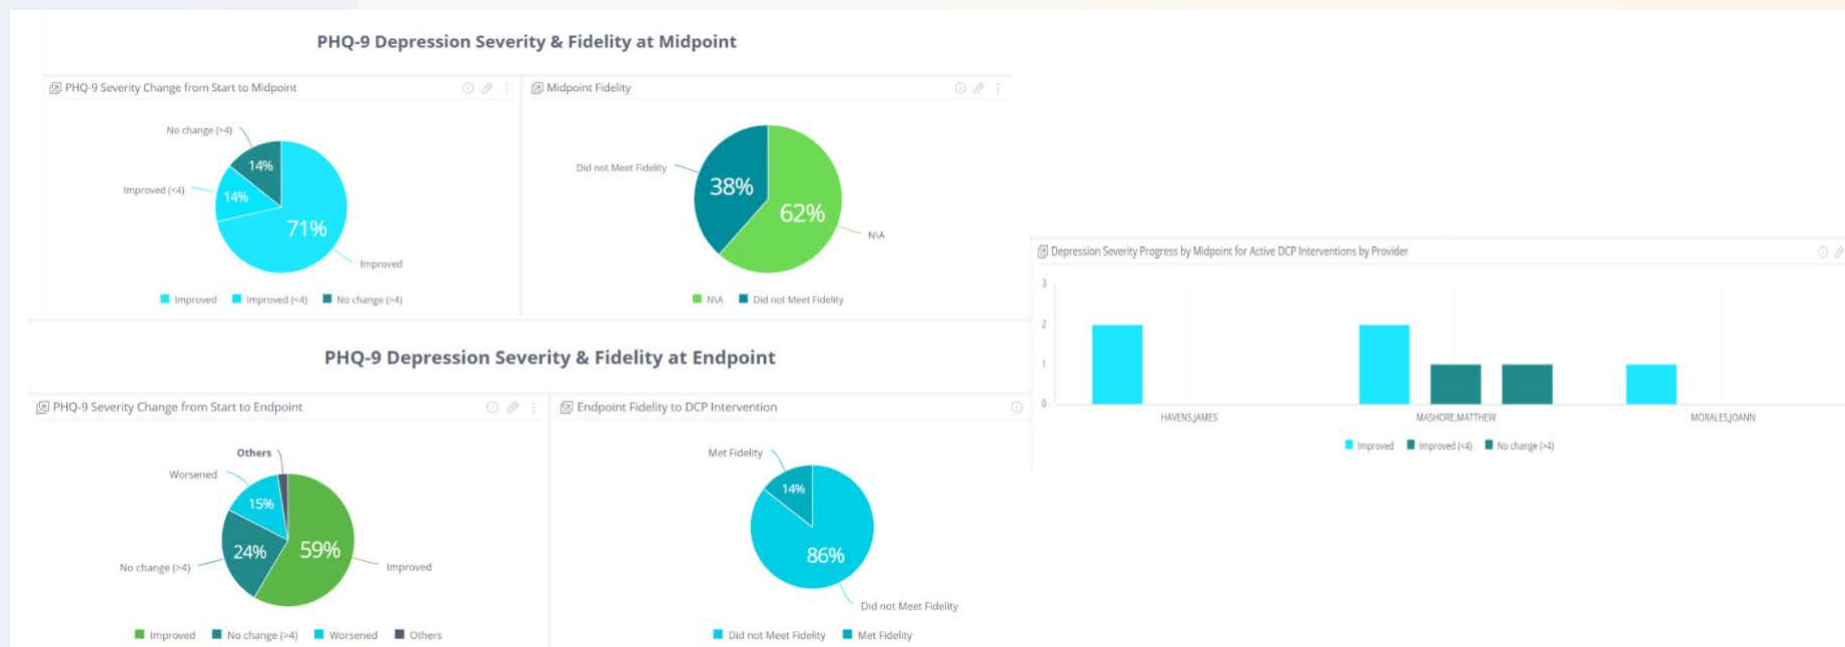 PHQ-9 Depression Severity & Fidelity at Midpoint
PHQ-9 Severity Change from Start to Midpoint
No change (>4)
14%
Improved (<4)
14%
71%
Improved
Improved Improved (<4) No change (>4)
Midpoint Fidelity
Did not Meet Fidelity
38%
62%
N\A
N\A Did not Meet Fidelity
PHQ-9 Depression Severity & Fidelity at Endpoint
PHQ-9 Severity Change from Start to Endpoint
Others
Worsened
15%
24%
59%
No change (>4)
Improved
Improved No change (>4) Worsened Others
Endpoint Fidelity to DCP Intervention
Met Fidelity
14%
86%
Did not Meet Fidelity
Did not Meet Fidelity Met Fidelity
Depression Severity Progress by Midpoint for Active DCP Interventions by Provider
3
2
1
0
HAVENS,JAMES MASHORE,MATTHEW MORALES,JOANN
Improved Improved (<4) No change (>4)